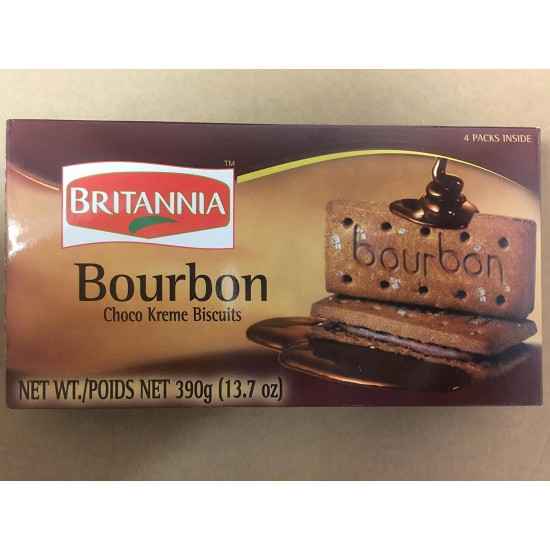 4 PACKS INSIDE
TM
BRITANNIA
bourbon
Bourbon
Choco Kreme Biscuits
NET WT./POIDS NET 390g (13.7 oz)